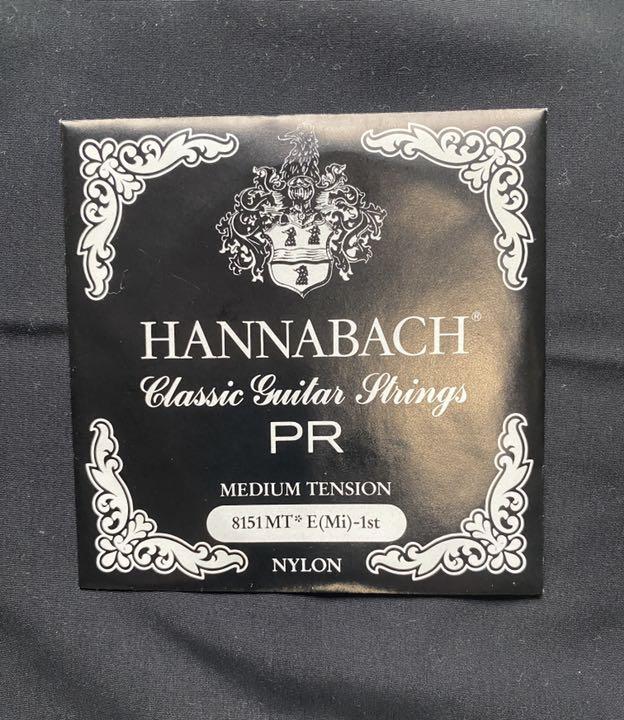 HANNABACH®
Classic Guitar Strings
PR
MEDIUM TENSION
8151MT* E(Mi)-1st
NYLON